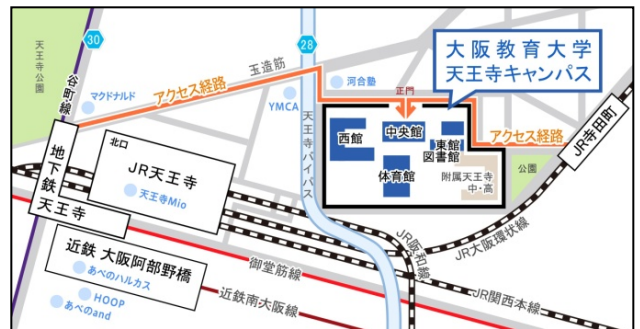 30
28
大阪教育大学
天王寺キャンパス
天王寺公園
谷町線
玉造筋
アクセス経路
マクドナルド
YMCA
河合塾
正門
天王寺バイパス
西館
中央館
東館
図書館
体育館
附属天王寺
中・高
アクセス経路
JR寺田町
公園
北口
JR天王寺
天王寺Mio
地下鉄
天王寺
近鉄 大阪阿部野橋
あべのハルカス
HOOP
あべのand
御堂筋線
近鉄南大阪線
JR阪和線
JR大阪環状線
JR関西本線